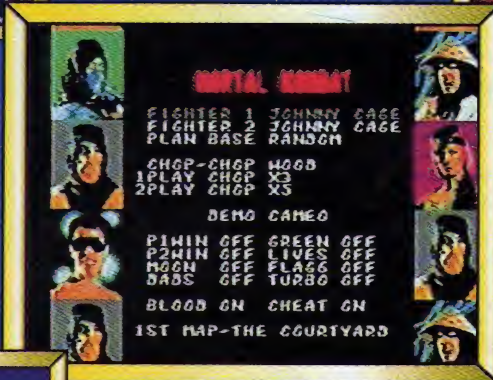 MORTAL KOMBAT
FIGHTER 1 JOHNNY CAGE
FIGHTER 2 JOHNNY CAGE
PLAN BASE RANDOM
CHOP-CHOP WOOD
1PLAY CHOP X3
2PLAY CHOP X5
DEMO CAMEO
P1WIN OFF GREEN OFF
P2WIN OFF LIVES OFF
MOON OFF FLAGG OFF
DABS OFF TURBO OFF
BLOOD ON CHEAT ON
1ST MAP-THE COURTYARD